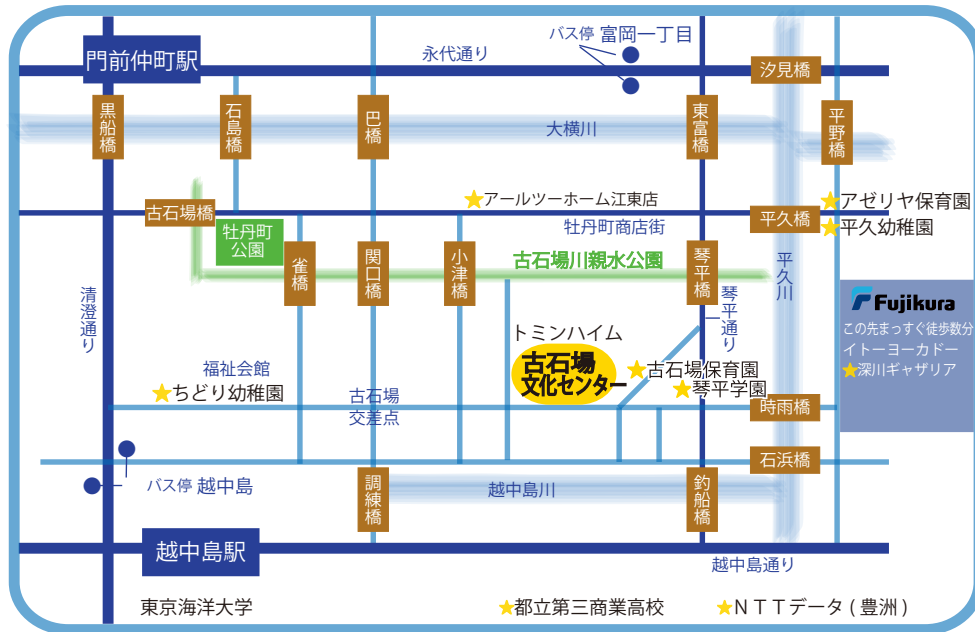 バス停 富岡一丁目
門前仲町駅
永代通り
汐見橋
黒船橋
石島橋
巴橋
東富橋
平野橋
大横川
アールツーホーム江東店
アゼリヤ保育園
古石場橋
牡丹町商店街
平久橋
平久幼稚園
牡丹町
公園
雀橋
関口橋
小津橋
古石場川親水公園
琴平橋
平久川
清澄通り
琴平通り
Fujikura
この先まっすぐ徒歩数分
イトーヨーカドー
深川ギャザリア
トミンハイム
古石場
文化センター
福祉会館
ちどり幼稚園
古石場
交差点
古石場保育園
琴平学園
時雨橋
石浜橋
バス停 越中島
調練橋
越中島川
釣船橋
越中島駅
越中島通り
東京海洋大学
都立第三商業高校
NTTデータ(豊洲)